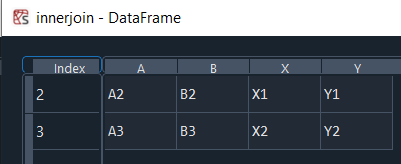 innerjoin - DataFrame
Index A B X Y
2 A2 B2 X1 Y1
3 A3 B3 X2 Y2